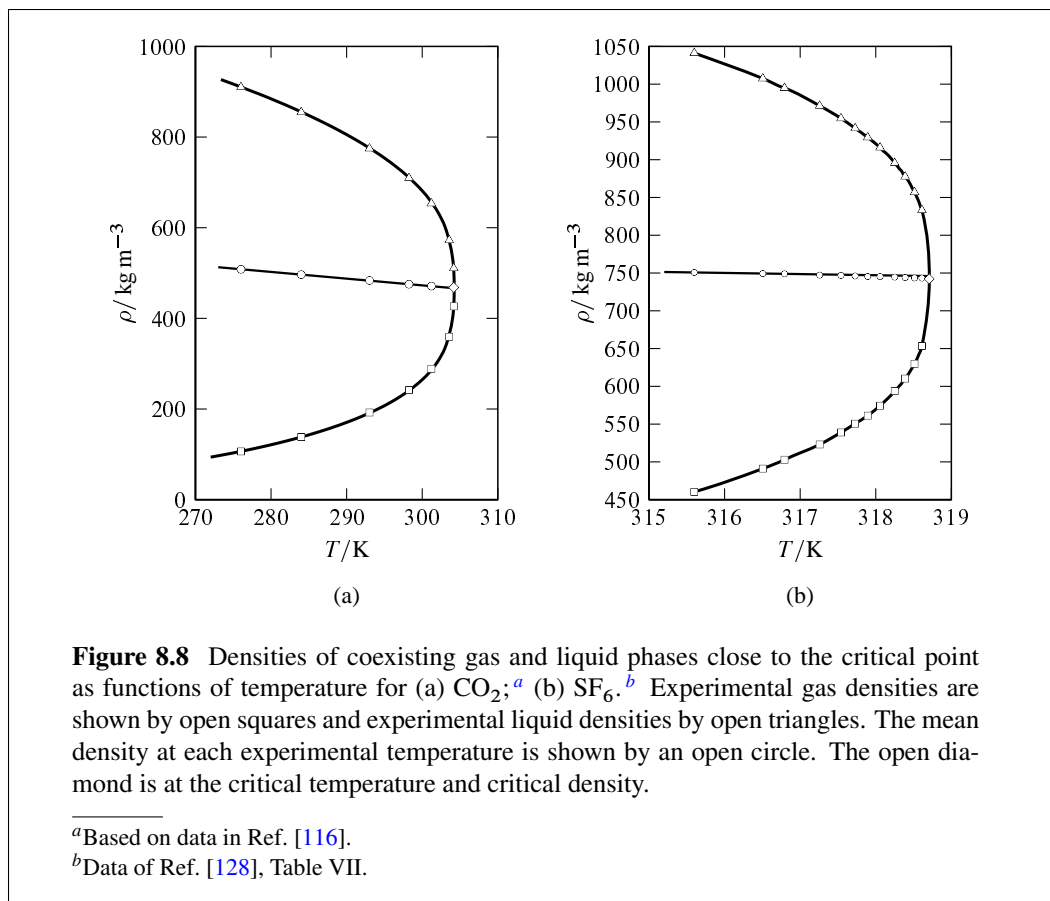 1000
800
600
400
200
0
270
280
290
300
310
ρ/ kg m−3
T/K
(a)
1050
1000
950
900
850
800
750
700
650
600
550
500
450
315
316
317
318
319
ρ/ kg m−3
T/K
(b)
Figure 8.8 Densities of coexisting gas and liquid phases close to the critical point
as functions of temperature for (a) CO2; a (b) SF6. b Experimental gas densities are
shown by open squares and experimental liquid densities by open triangles. The mean
density at each experimental temperature is shown by an open circle. The open dia-
mond is at the critical temperature and critical density.
aBased on data in Ref. [116].
bData of Ref. [128], Table VII.